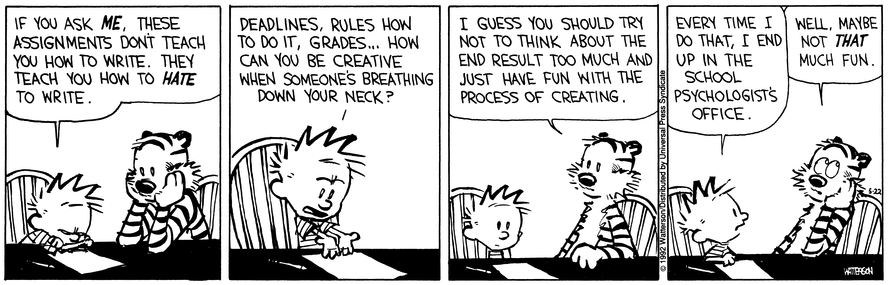 IF YOU ASK ME, THESE
ASSIGNMENTS DON'T TEACH
YOU HOW TO WRITE. THEY
TEACH YOU HOW TO HATE
TO WRITE.
DEADLINES, RULES HOW
TO DO IT, GRADES... HOW
CAN YOU BE CREATIVE
WHEN SOMEONE'S BREATHING
DOWN YOUR NECK?
I GUESS YOU SHOULD TRY
NOT TO THINK ABOUT THE
END RESULT TOO MUCH AND
JUST HAVE FUN WITH THE
PROCESS OF CREATING.
© 1992 Watterson/Distributed by Universal Press Syndicate
EVERY TIME I
DO THAT, I END
UP IN THE
SCHOOL
PSYCHOLOGIST'S
OFFICE.
WELL, MAYBE
NOT THAT
MUCH FUN.
5-22
WATTERSON